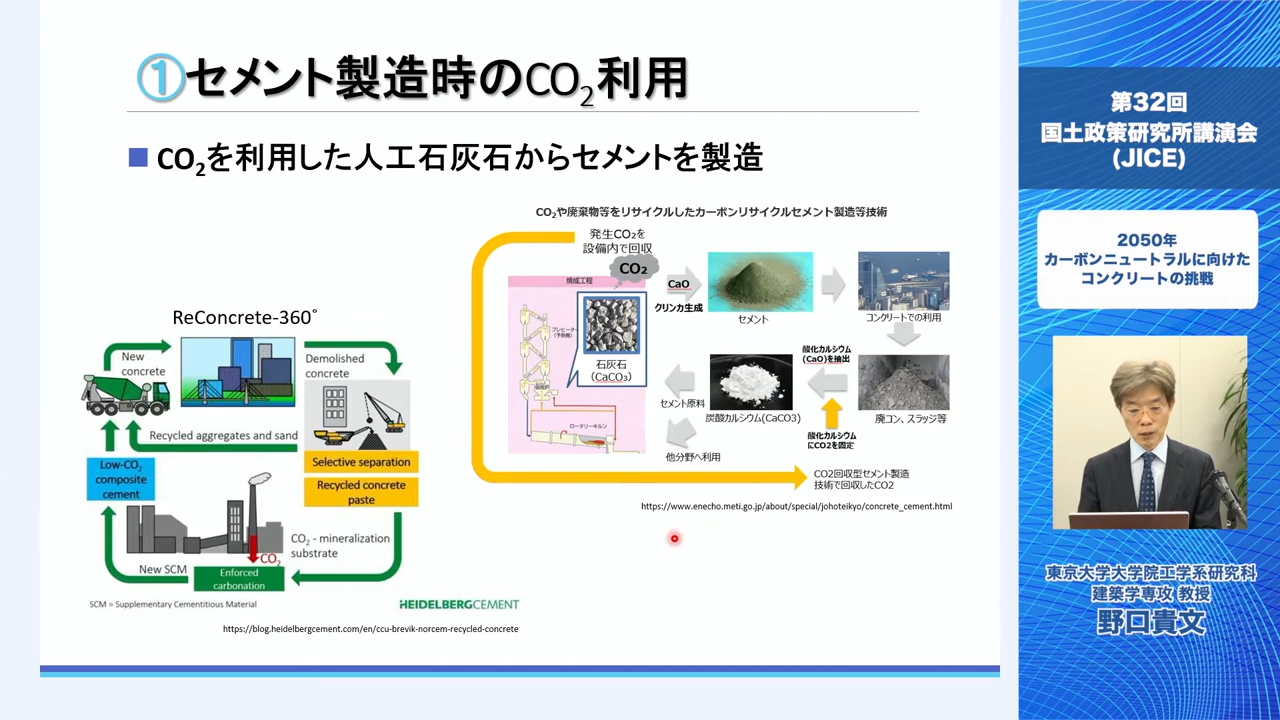 ①セメント製造時のCO₂利用
■ CO₂を利用した人工石灰石からセメントを製造
ReConcrete-360°
New
concrete
Demolished
concrete
Recycled aggregates and sand
Selective separation
Recycled concrete
paste
Low-CO₂
composite
cement
CO₂ - mineralization
substrate
CO₂
New SCM
Enforced
carbonation
SCM = Supplementary Cementitious Material
HEIDELBERGCEMENT
https://blog.heidelbergcement.com/en/ccu-brevik-norcem-recycled-concrete
CO₂や廃棄物等をリサイクルしたカーボンリサイクルセメント製造等技術
発生CO₂を
設備内で回収
CO₂
焼成工程
CaO
クリンカ生成
セメント
コンクリートでの利用
プレヒーター
(予熱機)
石灰石
(CaCO₃)
仮焼炉
ロータリーキルン
セメント原料
炭酸カルシウム(CaCO3)
酸化カルシウム
(CaO)を抽出
廃コン、スラッジ等
酸化カルシウム
にCO2を固定
他分野へ利用
CO2回収型セメント製造
技術で回収したCO2
https://www.enecho.meti.go.jp/about/special/johoteikyo/concrete_cement.html
第32回
国土政策研究所講演会
(JICE)
2050年
カーボンニュートラルに向けた
コンクリートの挑戦
東京大学大学院工学系研究科
建築学専攻 教授
野口貴文